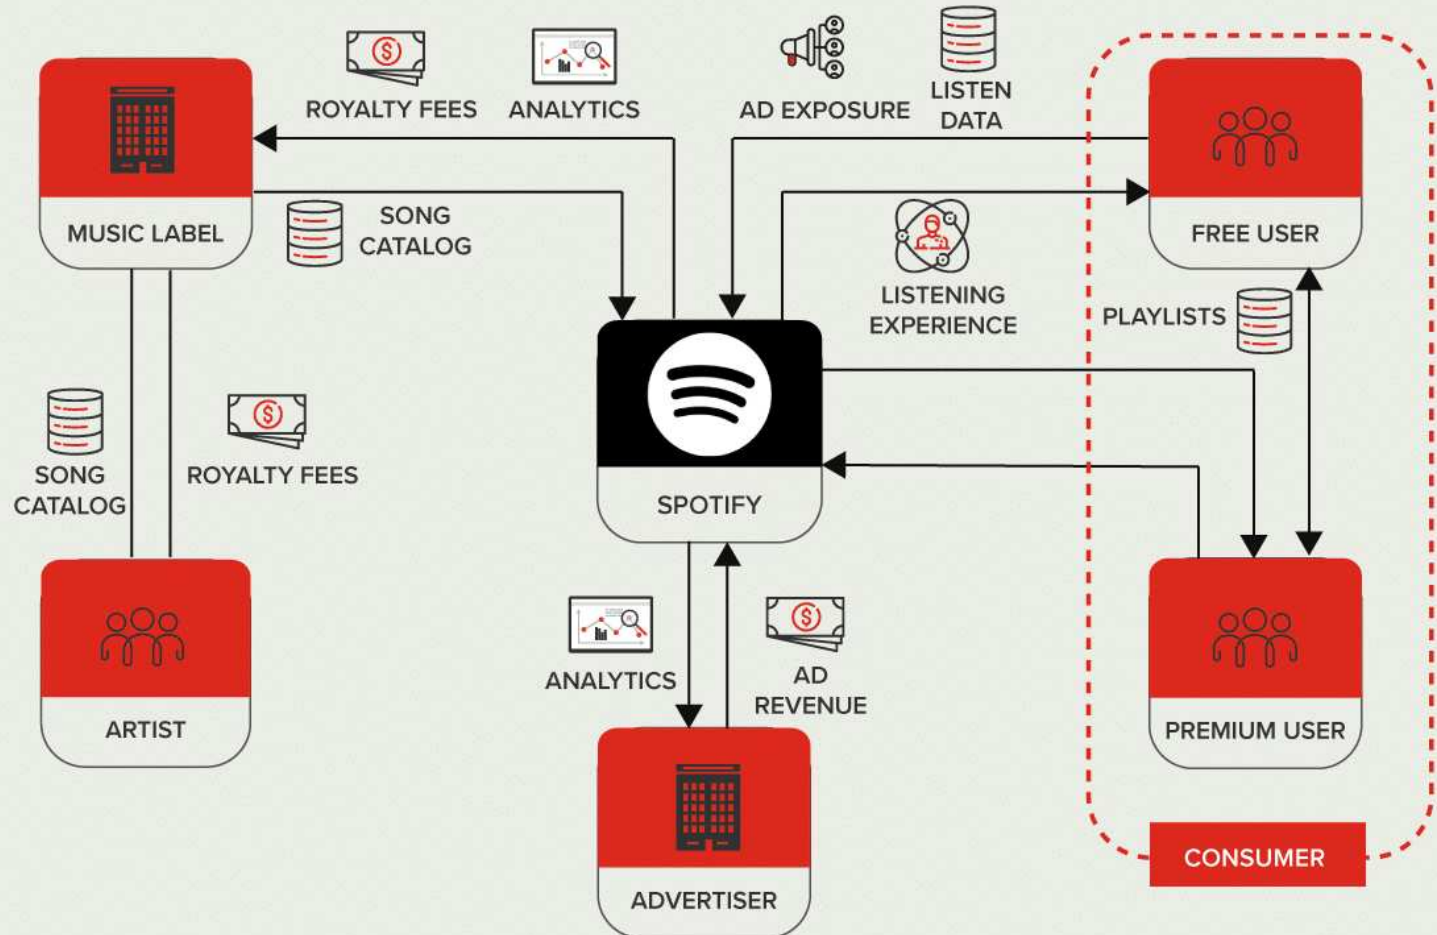 ROYALTY FEES
ANALYTICS
AD EXPOSURE
LISTEN
DATA
MUSIC LABEL
SONG
CATALOG
FREE USER
LISTENING
EXPERIENCE
PLAYLISTS
SONG
CATALOG
ROYALTY FEES
SPOTIFY
ANALYTICS
AD
REVENUE
ARTIST
PREMIUM USER
ADVERTISER
CONSUMER